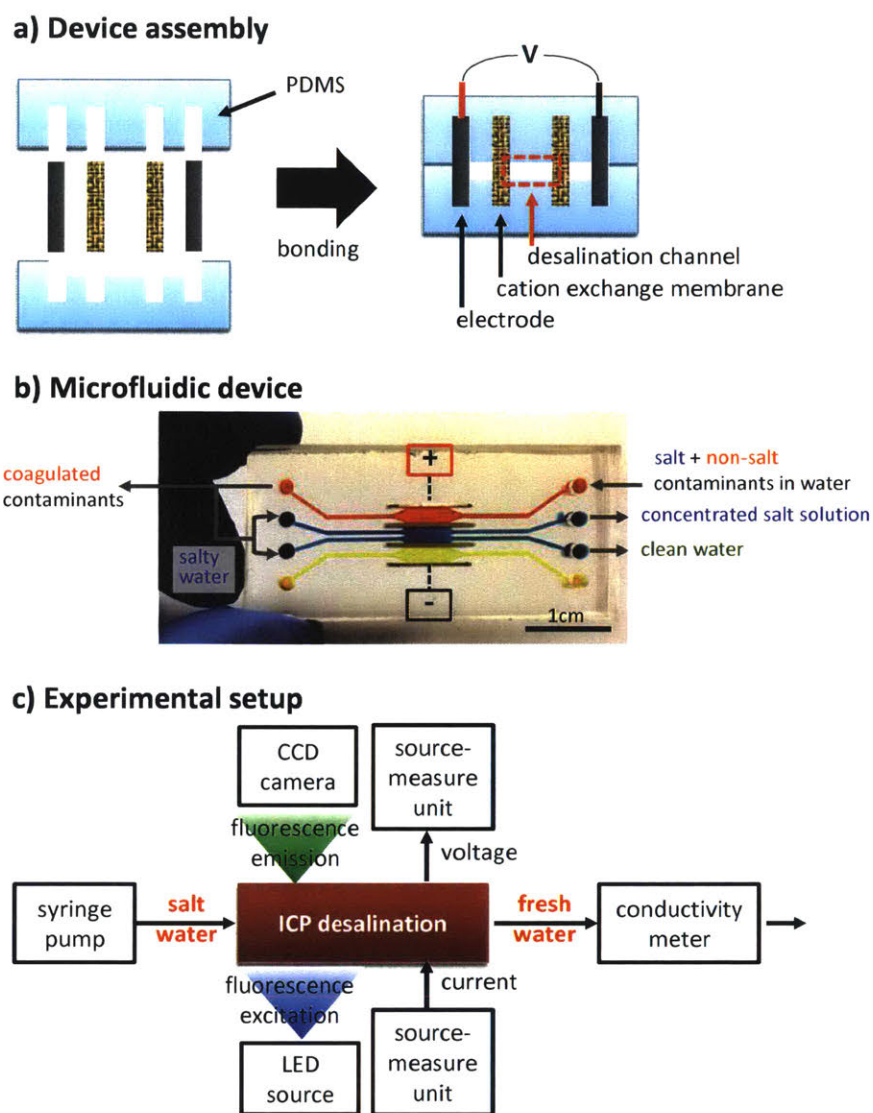 a) Device assembly
PDMS
V
bonding
desalination channel
cation exchange membrane
electrode
b) Microfluidic device
coagulated
contaminants
salty
water
+
-
salt + non-salt
contaminants in water
concentrated salt solution
clean water
1cm
c) Experimental setup
CCD
camera
source-
measure
unit
fluorescence
emission
voltage
syringe
pump
salt
water
ICP desalination
fresh
water
conductivity
meter
fluorescence
excitation
current
LED
source
source-
measure
unit